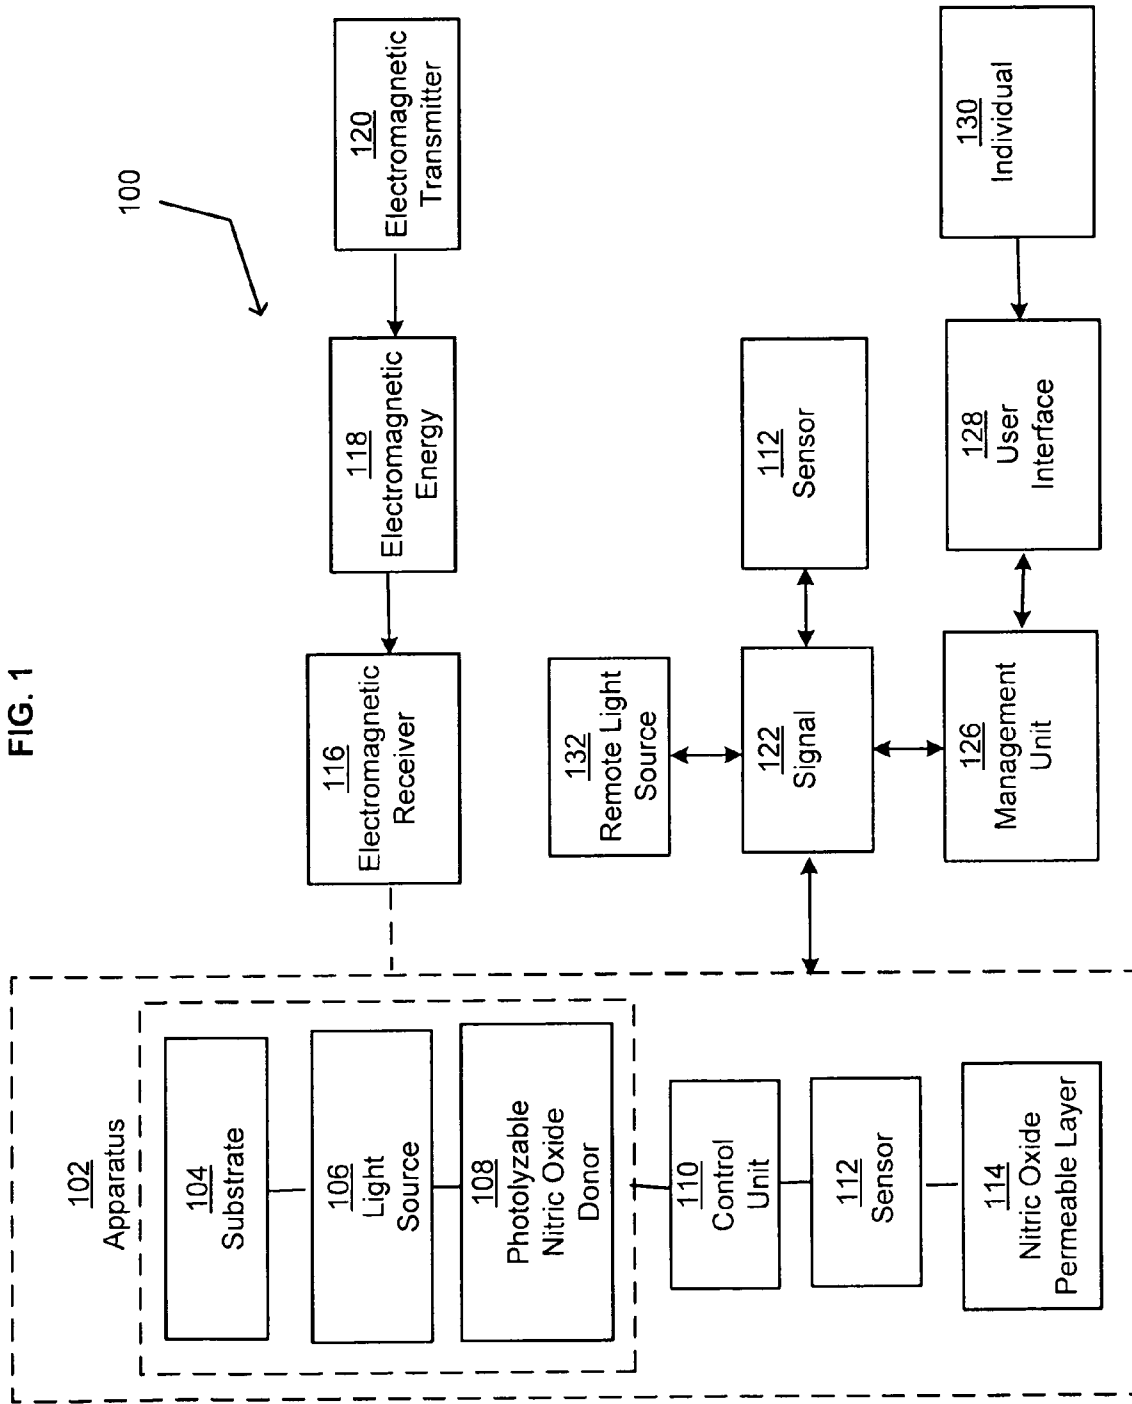 FIG. 1
100
102
Apparatus
104
Substrate
106
Light
Source
108
Photolyzable
Nitric Oxide
Donor
110
Control
Unit
112
Sensor
114
Nitric Oxide
Permeable Layer
116
Electromagnetic
Receiver
118
Electromagnetic
Energy
120
Electromagnetic
Transmitter
132
Remote Light
Source
122
Signal
112
Sensor
126
Management
Unit
128
User
Interface
130
Individual